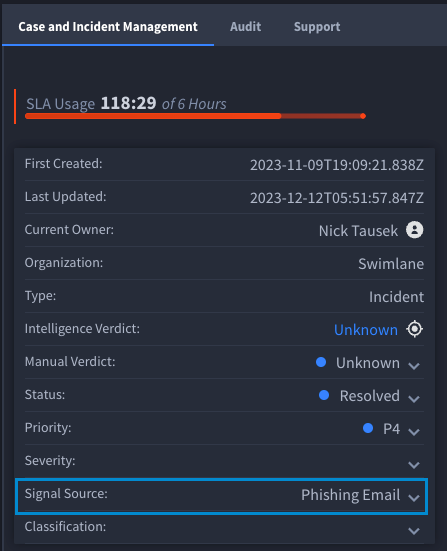 Case and Incident Management Audit Support
SLA Usage 118:29 of 6 Hours
First Created: 2023-11-09T19:09:21.838Z
Last Updated: 2023-12-12T05:51:57.847Z
Current Owner: Nick Tausek
Organization: Swimlane
Type: Incident
Intelligence Verdict: Unknown
Manual Verdict: Unknown
Status: Resolved
Priority: P4
Severity:
Signal Source: Phishing Email
Classification: